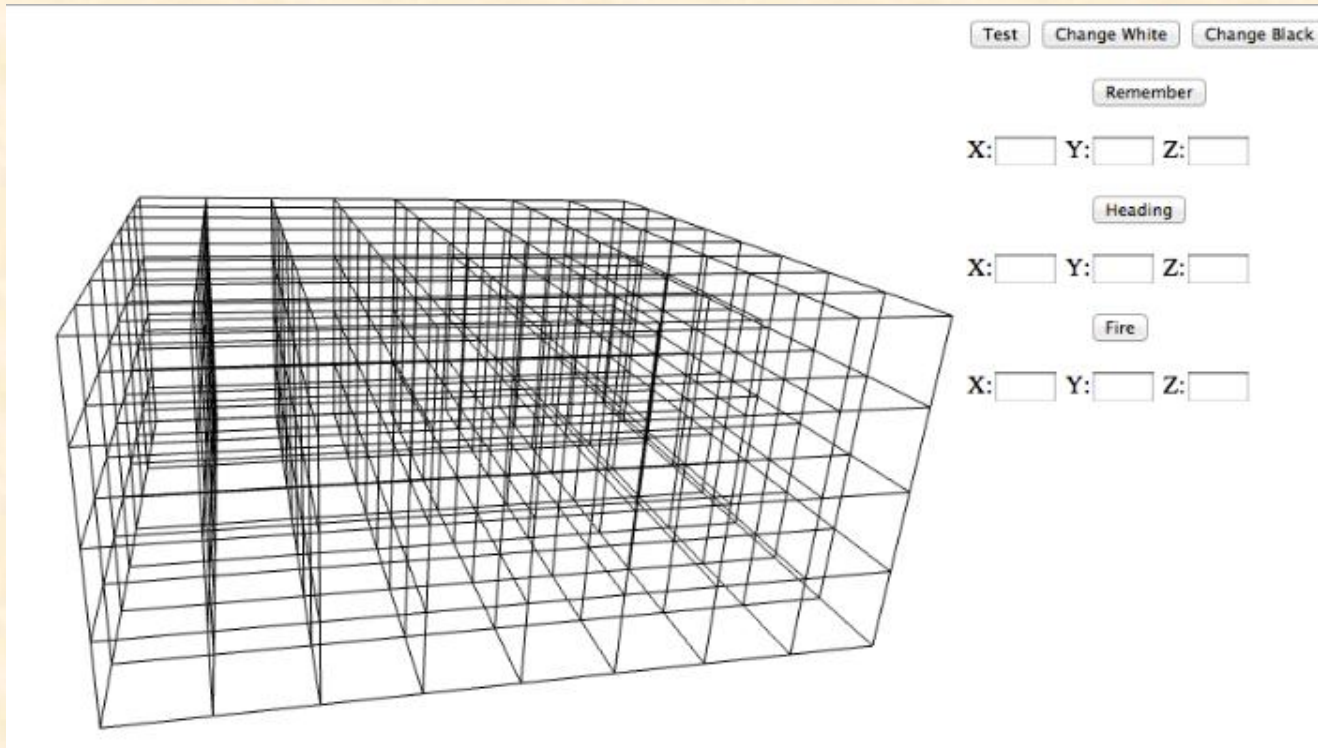 Test Change White Change Black
Remember
X: Y: Z:
Heading
X: Y: Z:
Fire
X: Y: Z: